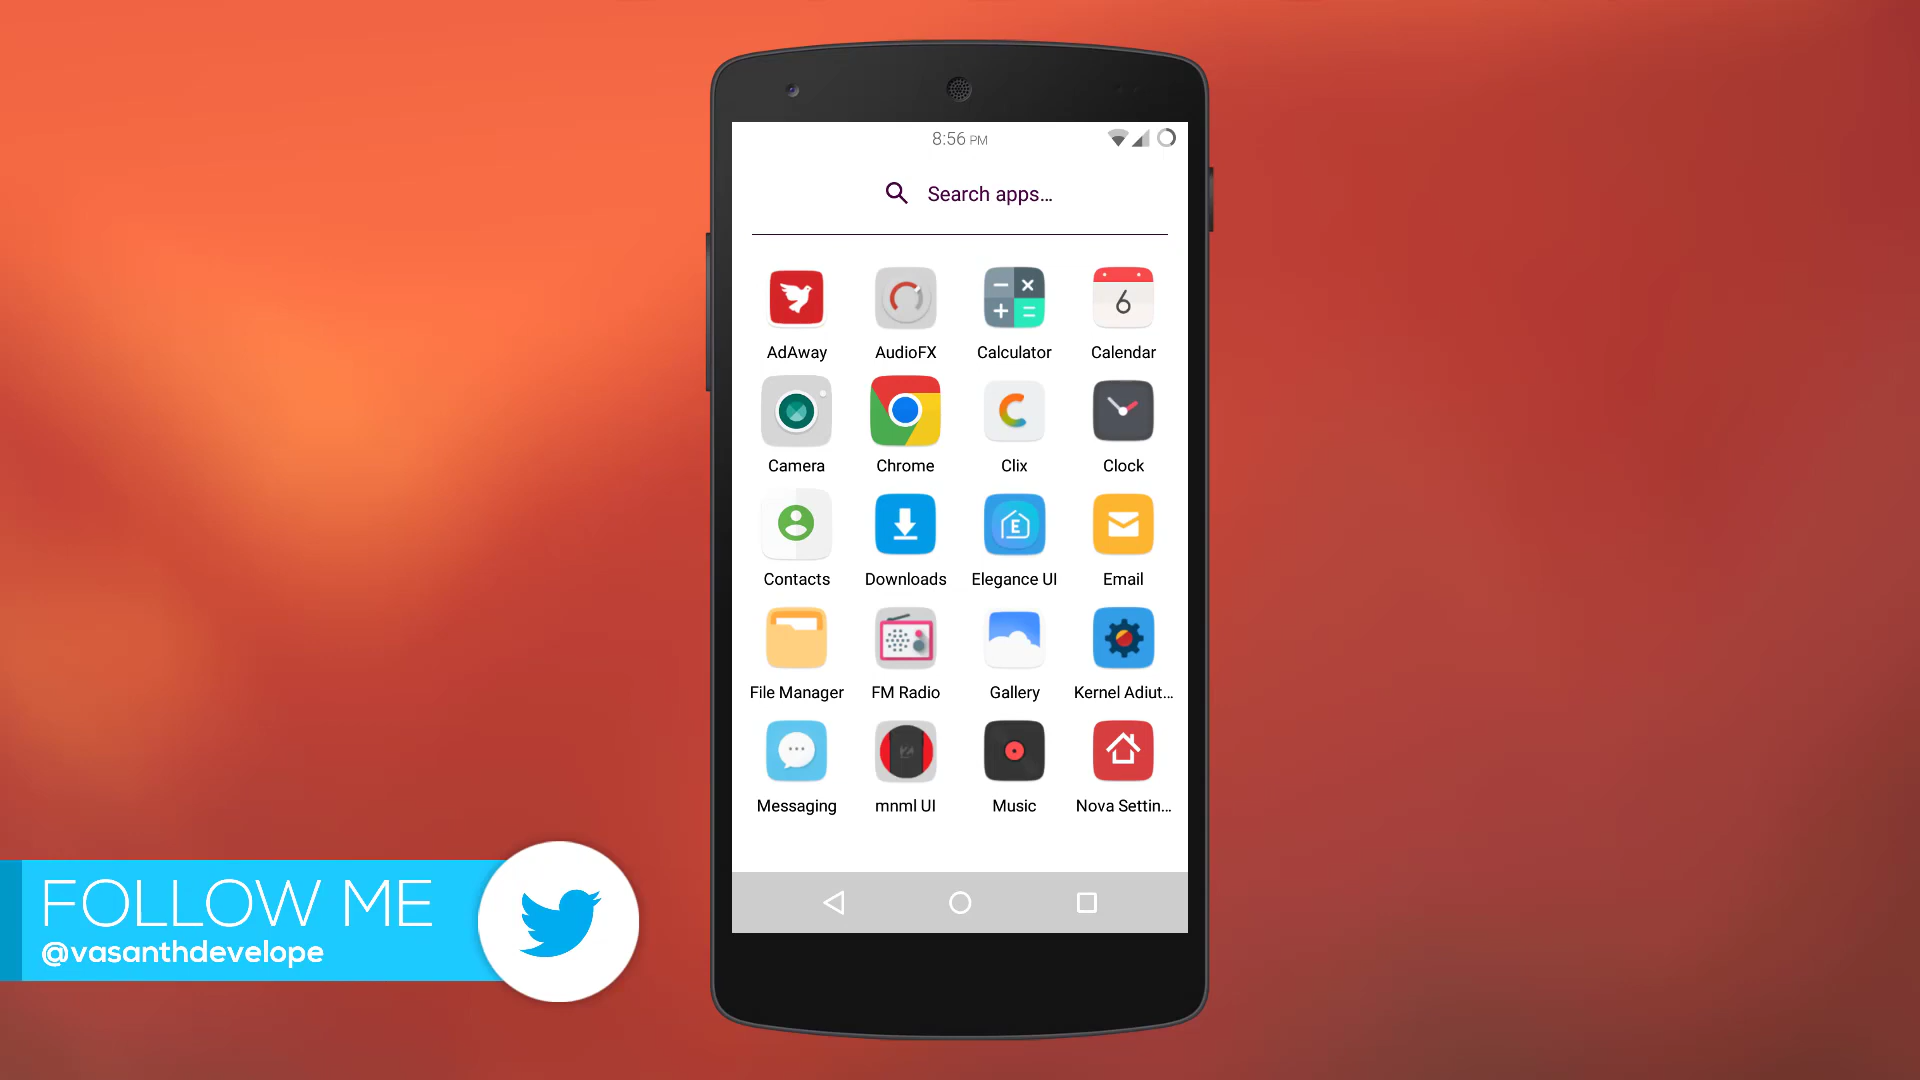 8:56 PM
Search apps...
6
AdAway AudioFX Calculator Calendar
Camera Chrome Clix Clock
E
Contacts Downloads Elegance UI Email
File Manager FM Radio Gallery Kernel Adiut...
Messaging mnml UI Music Nova Settin...
FOLLOW ME
@vasanthdevelope